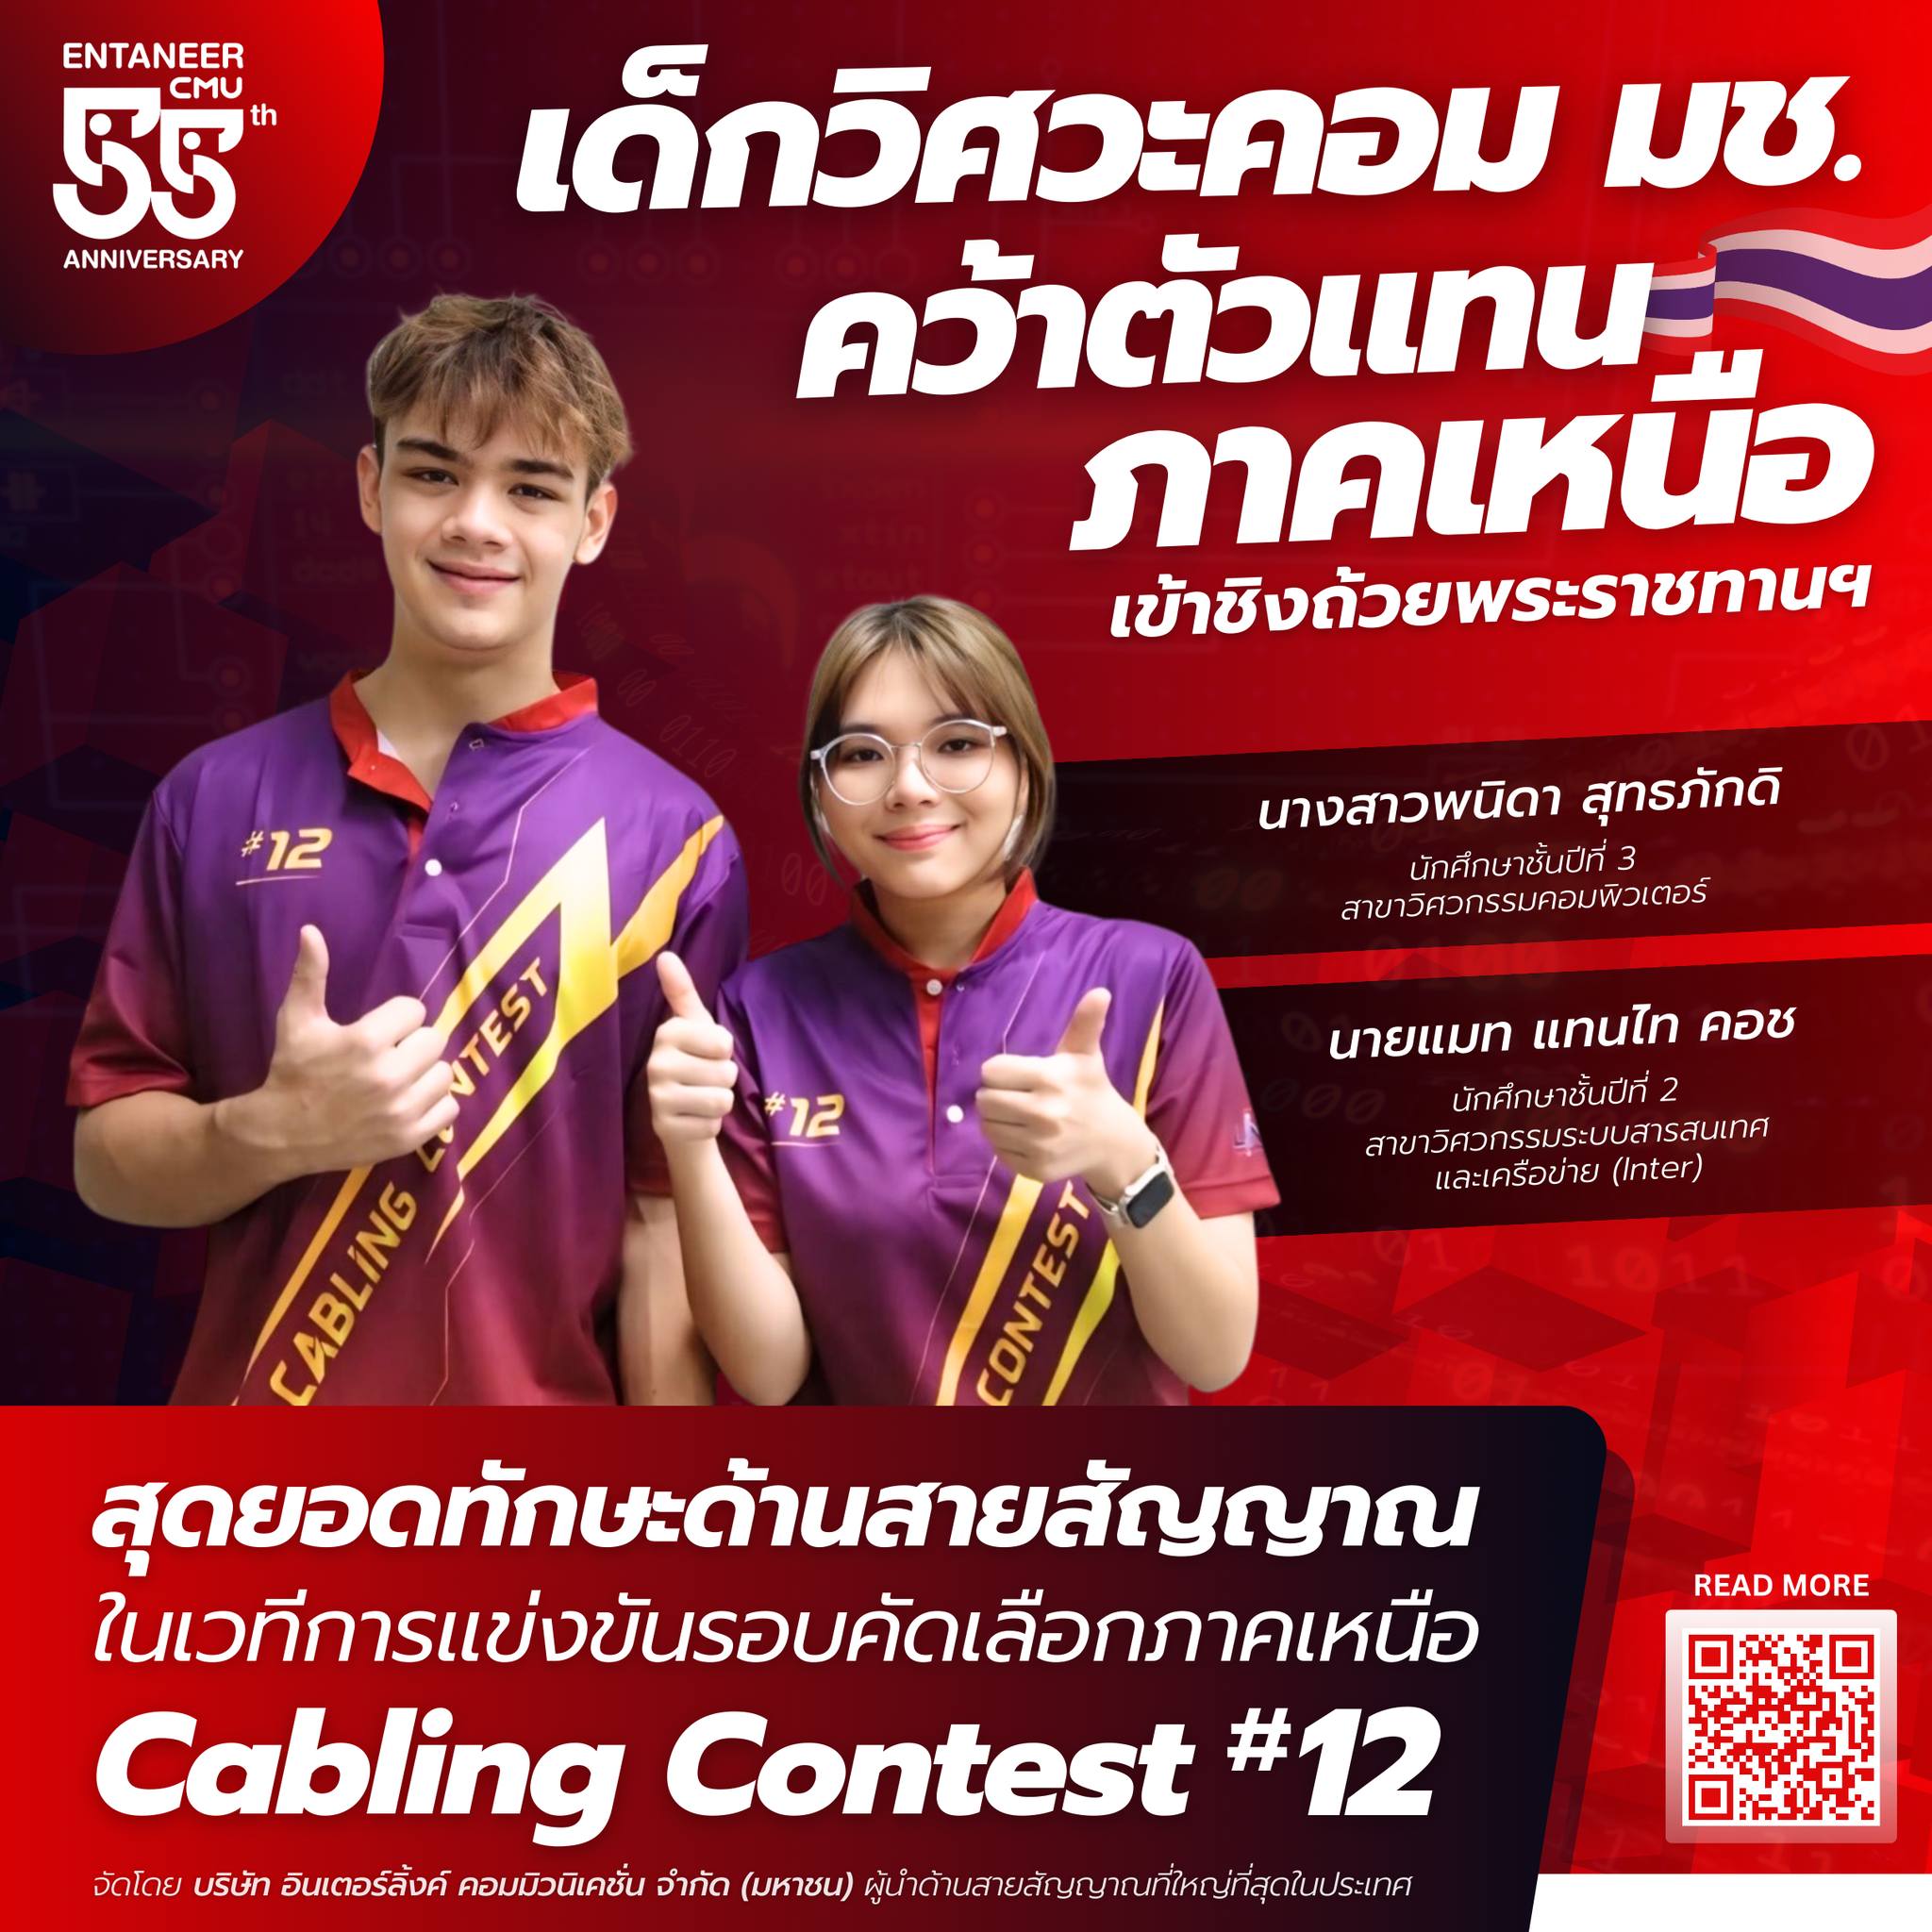 ENTANEER
CMU
55th
ANNIVERSARY
เด็กวิศวะคอม มช.
คว้าตัวแทน
ภาคเหนือ
เข้าชิงถ้วยพระราชทานฯ
นางสาวพนิดา สุทธภักดิ
นักศึกษาชั้นปีที่ 3
สาขาวิศวกรรมคอมพิวเตอร์
นายแมท แทนไท คอช
นักศึกษาชั้นปีที่ 2
สาขาวิศวกรรมระบบสารสนเทศ
และเครือข่าย (Inter)
#12
CABLING CONTEST
#12
CONTEST
สุดยอดทักษะด้านสายสัญญาณ
ในเวทีการแข่งขันรอบคัดเลือกภาคเหนือ
Cabling Contest #12
จัดโดย บริษัท อินเตอร์ลิ้งค์ คอมมิวนิเคชั่น จำกัด (มหาชน) ผู้นำด้านสายสัญญาณที่ใหญ่ที่สุดในประเทศ
READ MORE